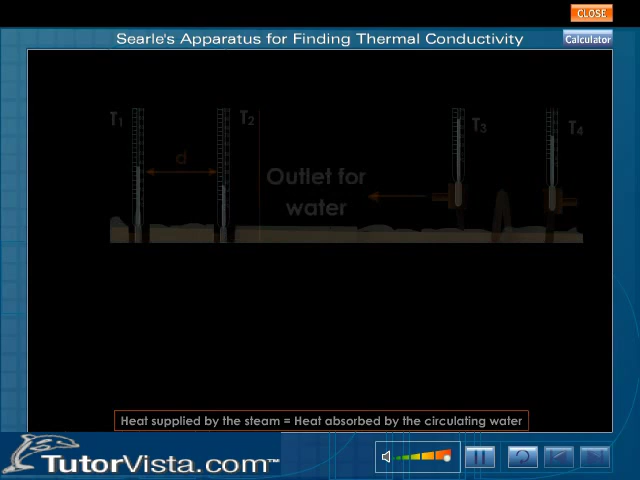 CLOSE
Searle's Apparatus for Finding Thermal Conductivity
Calculator
T1 T2 T3 T4
d
Outlet for
water
Heat supplied by the steam = Heat absorbed by the circulating water
TutorVista.com™